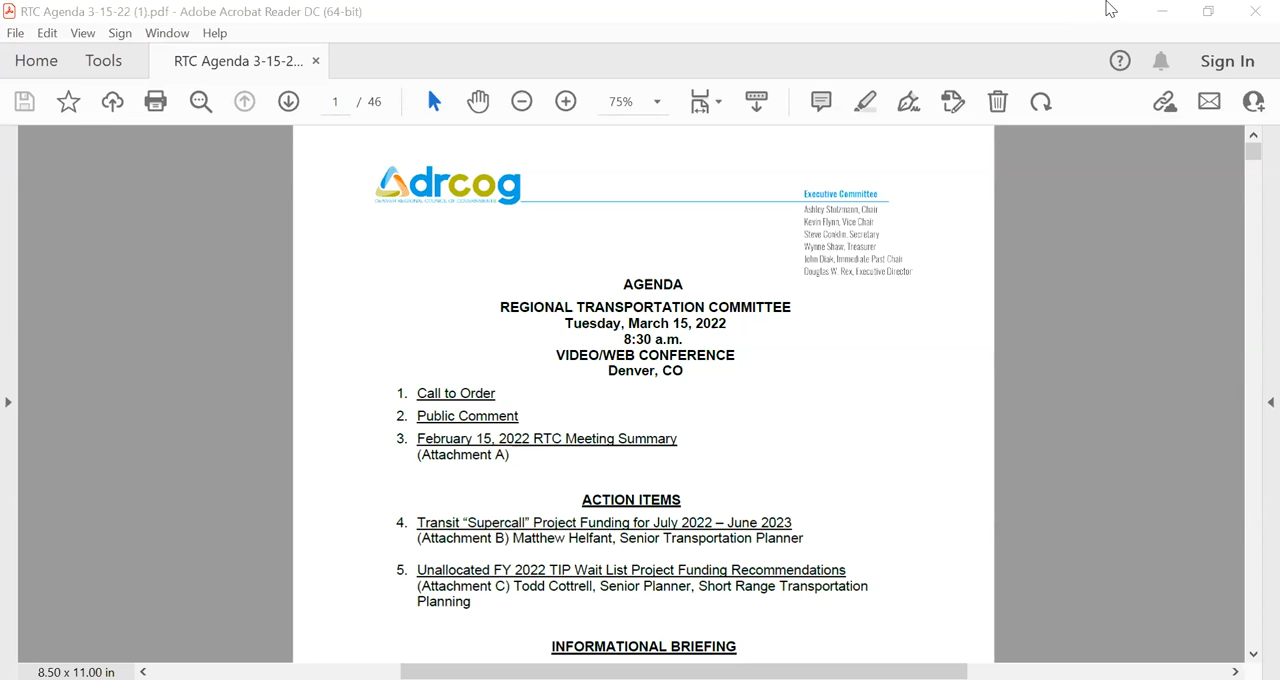 RTC Agenda 3-15-22 (1).pdf - Adobe Acrobat Reader DC (64-bit)
File Edit View Sign Window Help
Home Tools RTC Agenda 3-15-2... × Sign In
1 / 46 75%
drcog
DENVER REGIONAL COUNCIL OF GOVERNMENTS
Executive Committee
Ashley Stolzmann, Chair
Kevin Flynn, Vice Chair
Steve Conklin, Secretary
Wynne Shaw, Treasurer
John Diak, Immediate Past Chair
Douglas W. Rex, Executive Director
AGENDA
REGIONAL TRANSPORTATION COMMITTEE
Tuesday, March 15, 2022
8:30 a.m.
VIDEO/WEB CONFERENCE
Denver, CO
1. Call to Order
2. Public Comment
3. February 15, 2022 RTC Meeting Summary
(Attachment A)
ACTION ITEMS
4. Transit “Supercall” Project Funding for July 2022 – June 2023
(Attachment B) Matthew Helfant, Senior Transportation Planner
5. Unallocated FY 2022 TIP Wait List Project Funding Recommendations
(Attachment C) Todd Cottrell, Senior Planner, Short Range Transportation
Planning
INFORMATIONAL BRIEFING
8.50 x 11.00 in